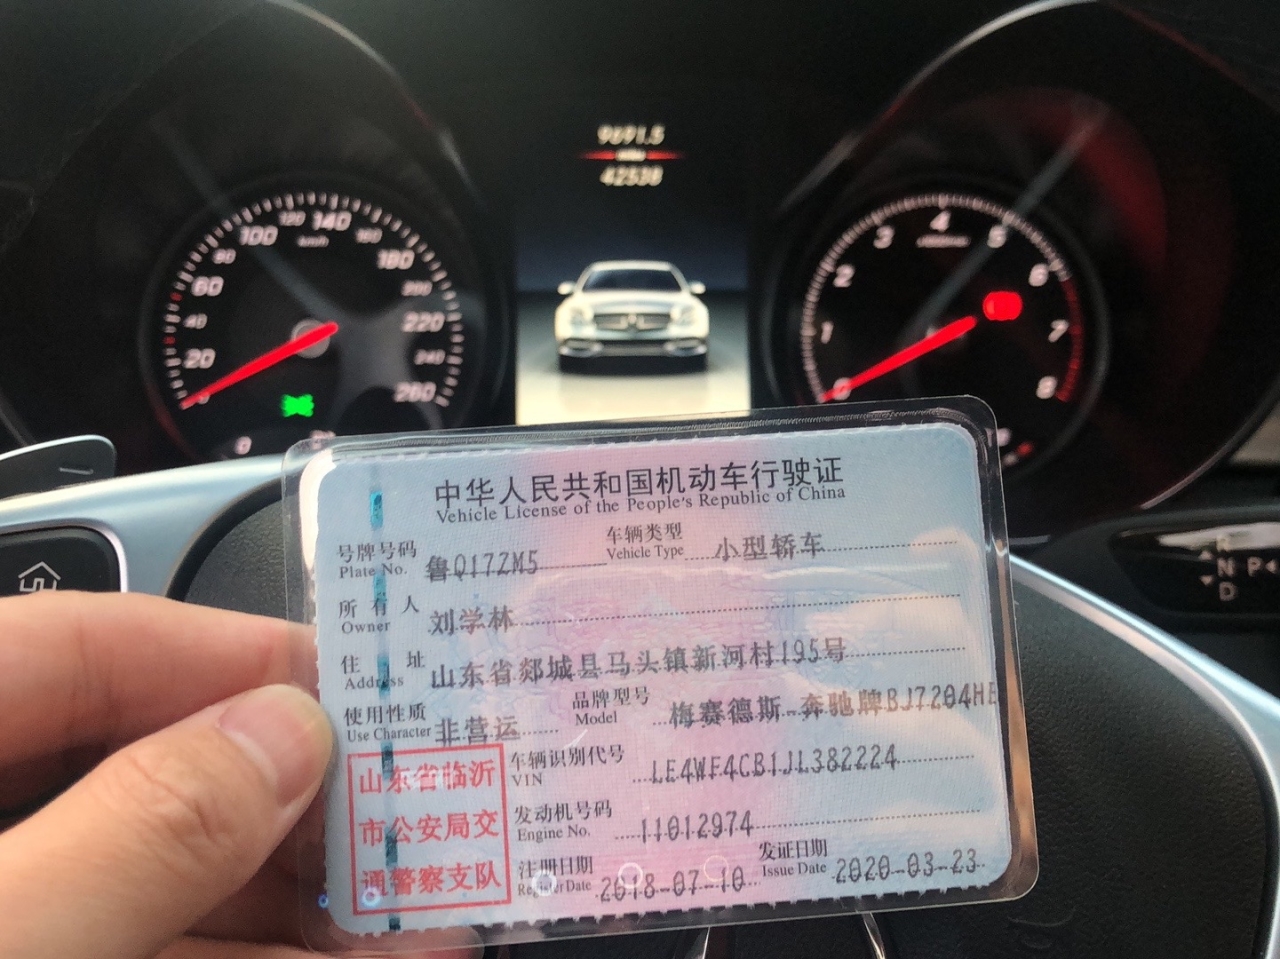 9691.5
42538
20
40
60
80
100
120
140
160
180
200
220
240
260
km/h
1
2
3
4
5
6
7
8
中华人民共和国机动车行驶证
Vehicle License of the People's Republic of China
号牌号码 鲁Q17ZM5 车辆类型 小型轿车
Plate No. Vehicle Type
所有人 刘学林
Owner
住址 山东省郯城县马头镇新河村195号
Address
使用性质 非营运 品牌型号 梅赛德斯-奔驰牌BJ7204HE
Use Character Model
山东省临沂
市公安局交
通警察支队
车辆识别代号 LE4WF4CB1JL382224
VIN
发动机号码 11012974
Engine No.
注册日期 2018-07-10 发证日期 2020-03-23
Register Date Issue Date
R
N P
D